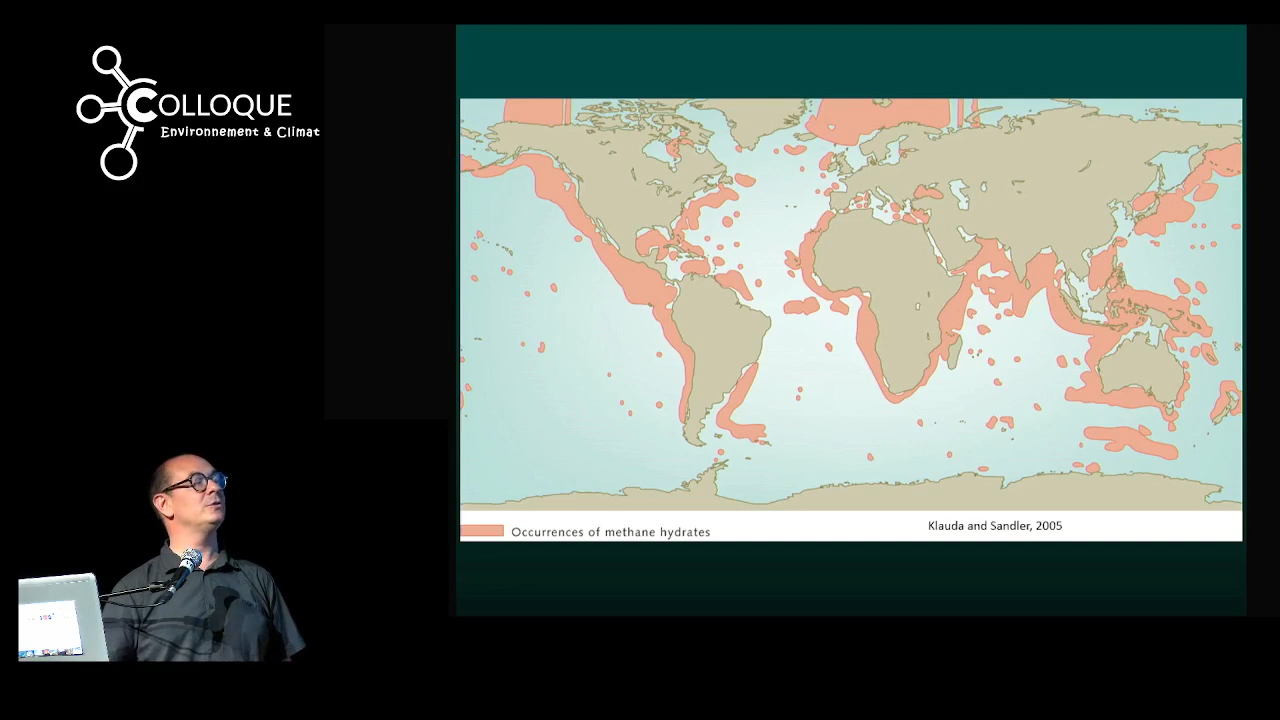 COLLOQUE
Environnement & Climat
Occurrences of methane hydrates
Klauda and Sandler, 2005